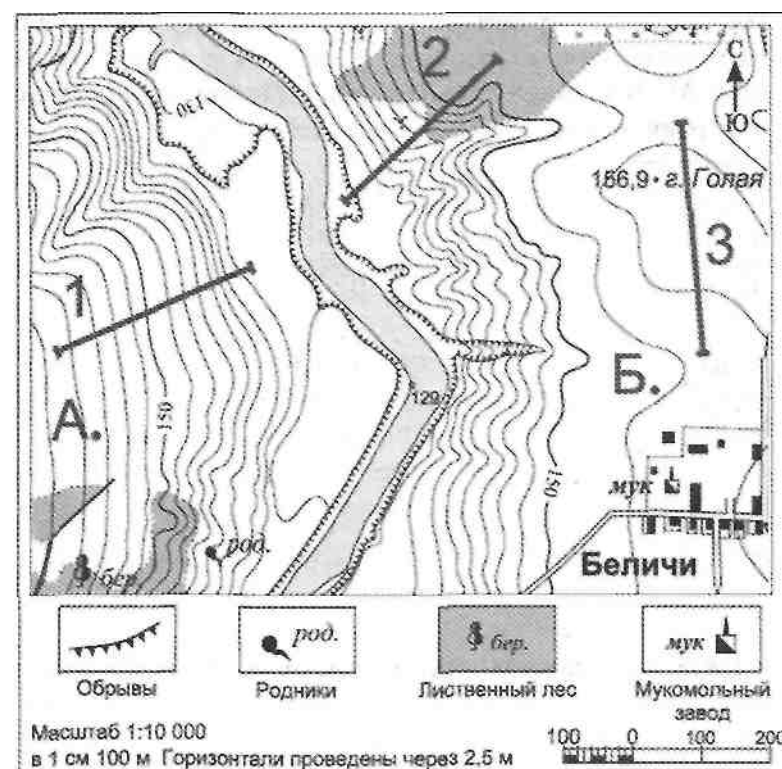 бер.
2
С
Ю
130
156,9 • г. Голая
1
3
А.
Б.
129
150
150
мук
род.
бер.
Беличи
род.
бер.
мук
Обрывы
Родники
Лиственный лес
Мукомольный
завод
Масштаб 1:10 000
в 1 см 100 м Горизонтали проведены через 2,5 м
100 0 100 200